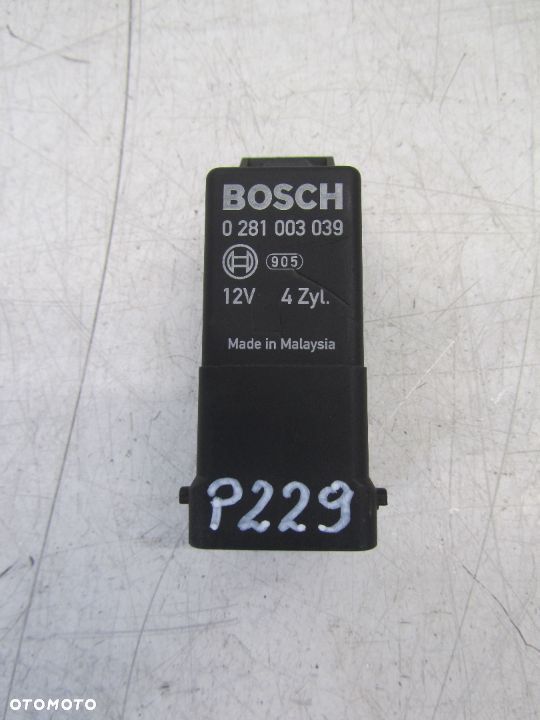 BOSCH
0 281 003 039
905
12V 4 Zyl.
Made in Malaysia
P229
OTOMOTO